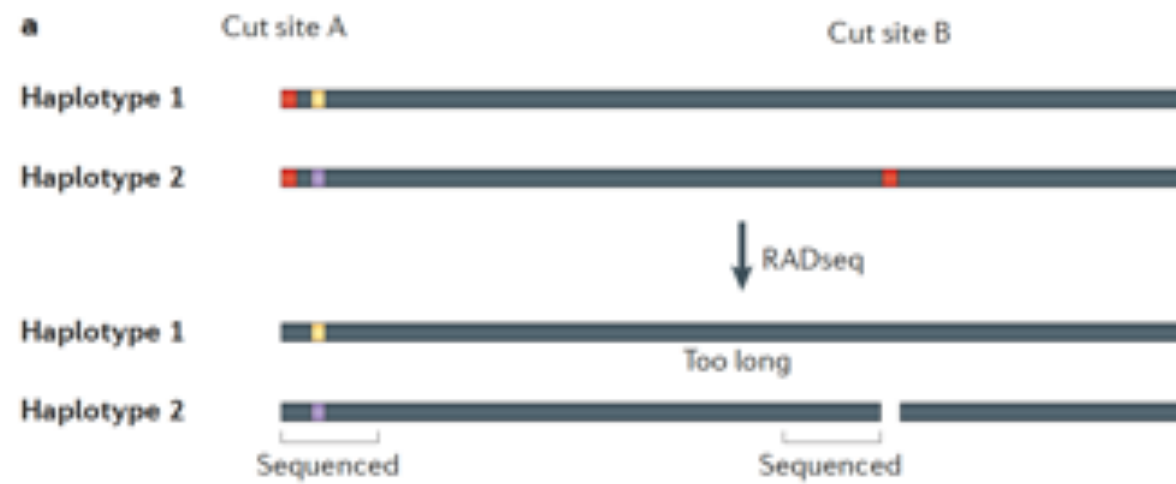 a
Cut site A
Cut site B
Haplotype 1
Haplotype 2
RADseq
Haplotype 1
Too long
Haplotype 2
Sequenced
Sequenced